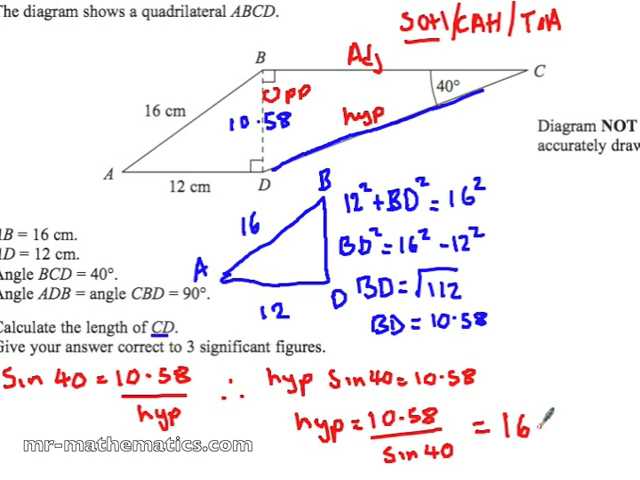 The diagram shows a quadrilateral ABCD.
SOH/CAH/TOA
B
Adj
C
40°
Opp
hyp
16 cm
10.58
Diagram NOT
accurately draw
A
12 cm
D
B
16
12² + BD² = 16²
AB = 16 cm.
BD² = 16² - 12²
AD = 12 cm.
A
Angle BCD = 40°.
D
BD = √112
Angle ADB = angle CBD = 90°.
12
BD = 10.58
Calculate the length of CD.
Give your answer correct to 3 significant figures.
Sin 40 = 10.58/hyp ∴ hyp sin40 = 10.58
hyp = 10.58/sin 40 = 16.
mr-mathematics.com